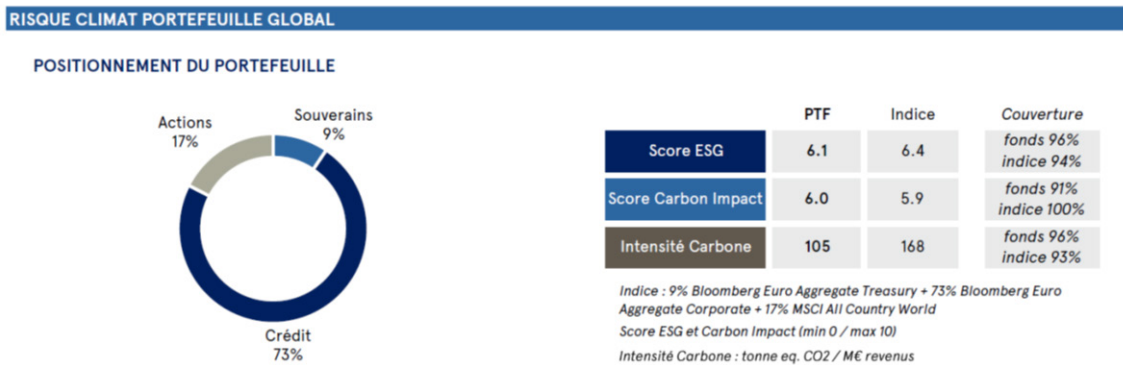 RISQUE CLIMAT PORTEFEUILLE GLOBAL
POSITIONNEMENT DU PORTEFEUILLE
Souverains
9%
Actions
17%
Crédit
73%
PTF Indice Couverture
Score ESG 6.1 6.4 fonds 96%
indice 94%
Score Carbon Impact 6.0 5.9 fonds 91%
indice 100%
Intensité Carbone 105 168 fonds 96%
indice 93%
Indice : 9% Bloomberg Euro Aggregate Treasury + 73% Bloomberg Euro
Aggregate Corporate + 17% MSCI All Country World
Score ESG et Carbon Impact (min 0 / max 10)
Intensité Carbone : tonne eq. CO2 / M€ revenus